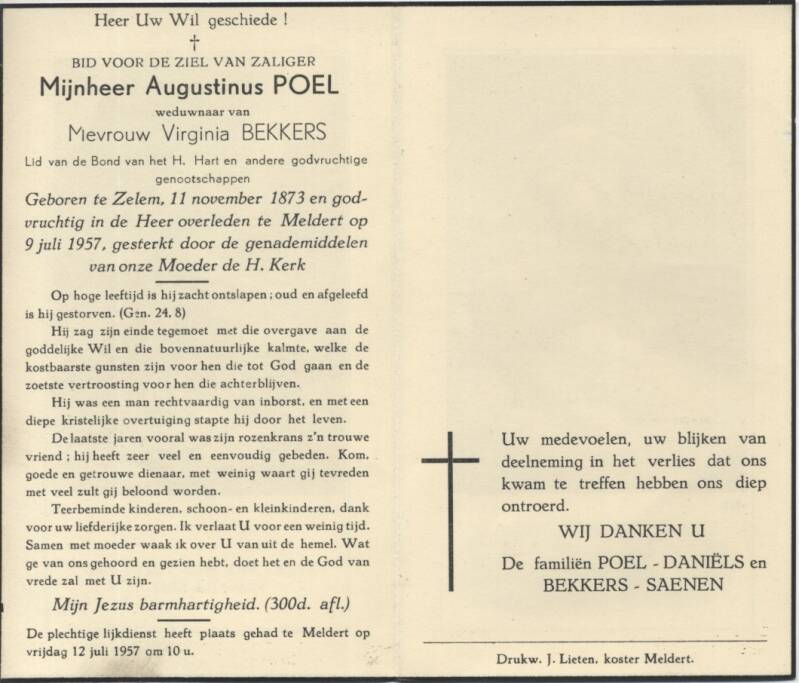 Heer Uw Wil geschiede !
BID VOOR DE ZIEL VAN ZALIGER
Mijnheer Augustinus POEL
weduwnaar van
Mevrouw Virginia BEKKERS
Lid van de Bond van het H. Hart en andere godvruchtige
genootschappen
Geboren te Zelem, 11 november 1873 en god-
vruchtig in de Heer overleden te Meldert op
9 juli 1957, gesterkt door de genademiddelen
van onze Moeder de H. Kerk
Op hoge leeftijd is hij zacht ontslapen ; oud en afgeleefd
is hij gestorven. (Gen. 24, 8)
Hij zag zijn einde tegemoet met die overgave aan de
goddelijke Wil en die bovennatuurlijke kalmte, welke de
kostbaarste gunsten zijn voor hen die tot God gaan en de
zoetste vertroosting voor hen die achterblijven.
Hij was een man rechtvaardig van inborst, en met een
diepe kristelijke overtuiging stapte hij door het leven.
De laatste jaren vooral was zijn rozenkrans z'n trouwe
vriend ; hij heeft zeer veel en eenvoudig gebeden. Kom,
goede en getrouwe dienaar, met weinig waart gij tevreden
met veel zult gij beloond worden.
Teerbeminde kinderen, schoon- en kleinkinderen, dank
voor uw liefderijke zorgen. Ik verlaat U voor een weinig tijd.
Samen met moeder waak ik over U van uit de hemel. Wat
ge van ons gehoord en gezien hebt, doet het en de God van
vrede zal met U zijn.
Mijn Jezus barmhartigheid. (300d. afl.)
De plechtige lijkdienst heeft plaats gehad te Meldert op
vrijdag 12 juli 1957 om 10 u.
Uw medevoelen, uw blijken van
deelneming in het verlies dat ons
kwam te treffen hebben ons diep
ontroerd.
WIJ DANKEN U
De familiën POEL - DANIËLS en
BEKKERS - SAENEN
Drukw. J. Lieten, koster Meldert.